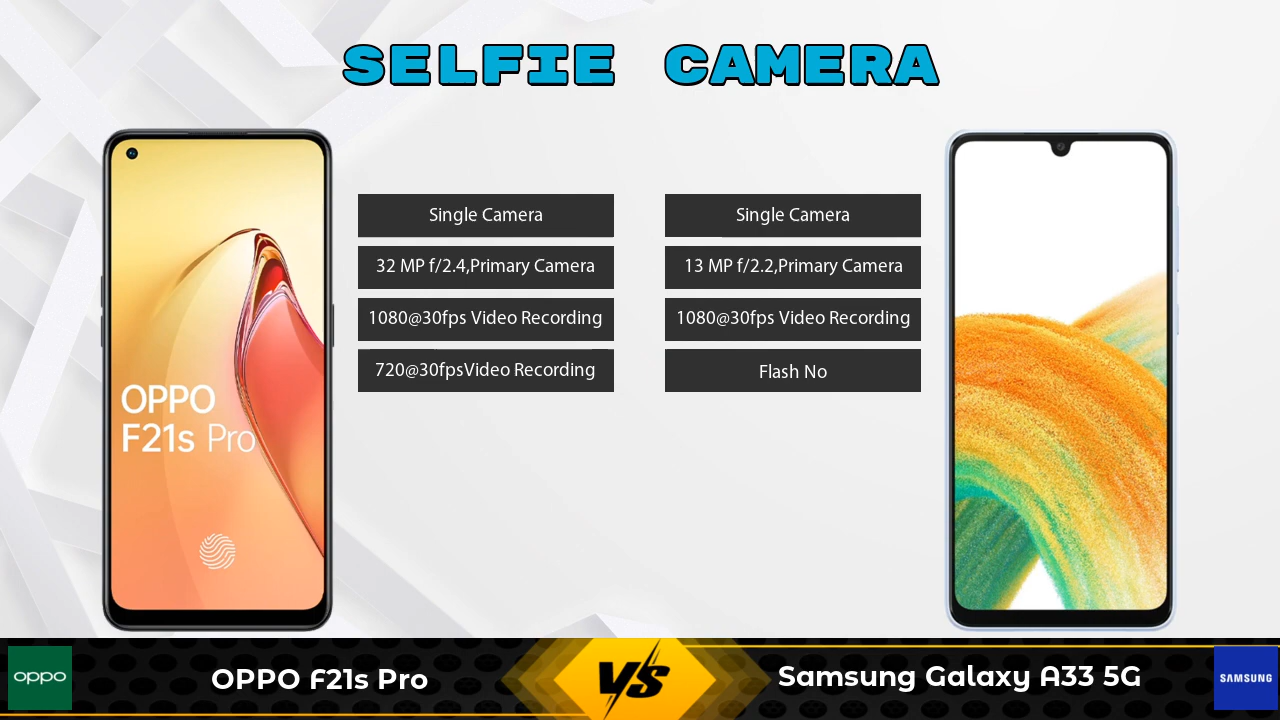 SELFIE CAMERA
Single Camera
32 MP f/2.4,Primary Camera
1080@30fps Video Recording
720@30fpsVideo Recording
Single Camera
13 MP f/2.2,Primary Camera
1080@30fps Video Recording
Flash No
OPPO
F21s Pro
oppo
OPPO F21s Pro
VS
Samsung Galaxy A33 5G
SAMSUNG